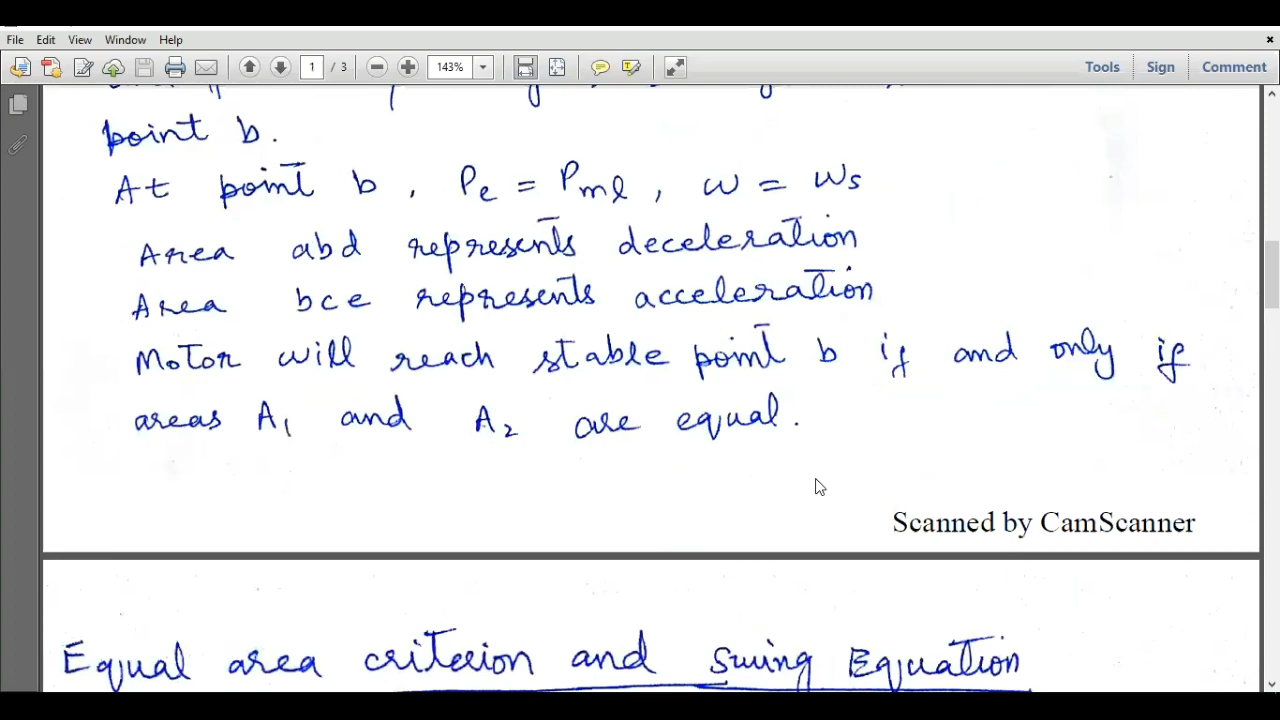 File Edit View Window Help
1 / 3 143% Tools Sign Comment
point b.
At point b, Pe = Pml, ω = ωs
Area abd represents deceleration
Area bce represents acceleration
Motor will reach stable point b if and only if
areas A1 and A2 are equal.
Scanned by CamScanner
Equal area criterion and Swing Equation